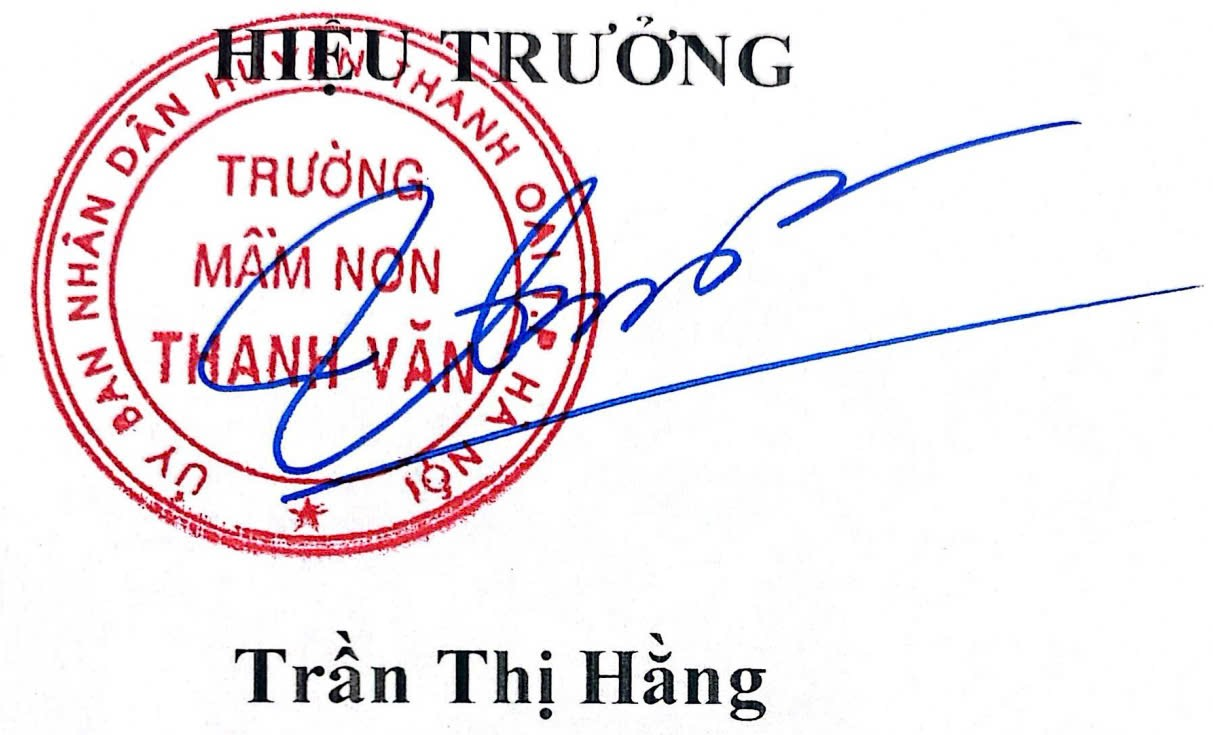 HIỆU TRƯỞNG
ỦY BAN NHÂN DÂN HUYỆN THANH OAI T.P HÀ NỘI
TRƯỜNG
MẦM NON
THANH VĂN
Trần Thị Hằng